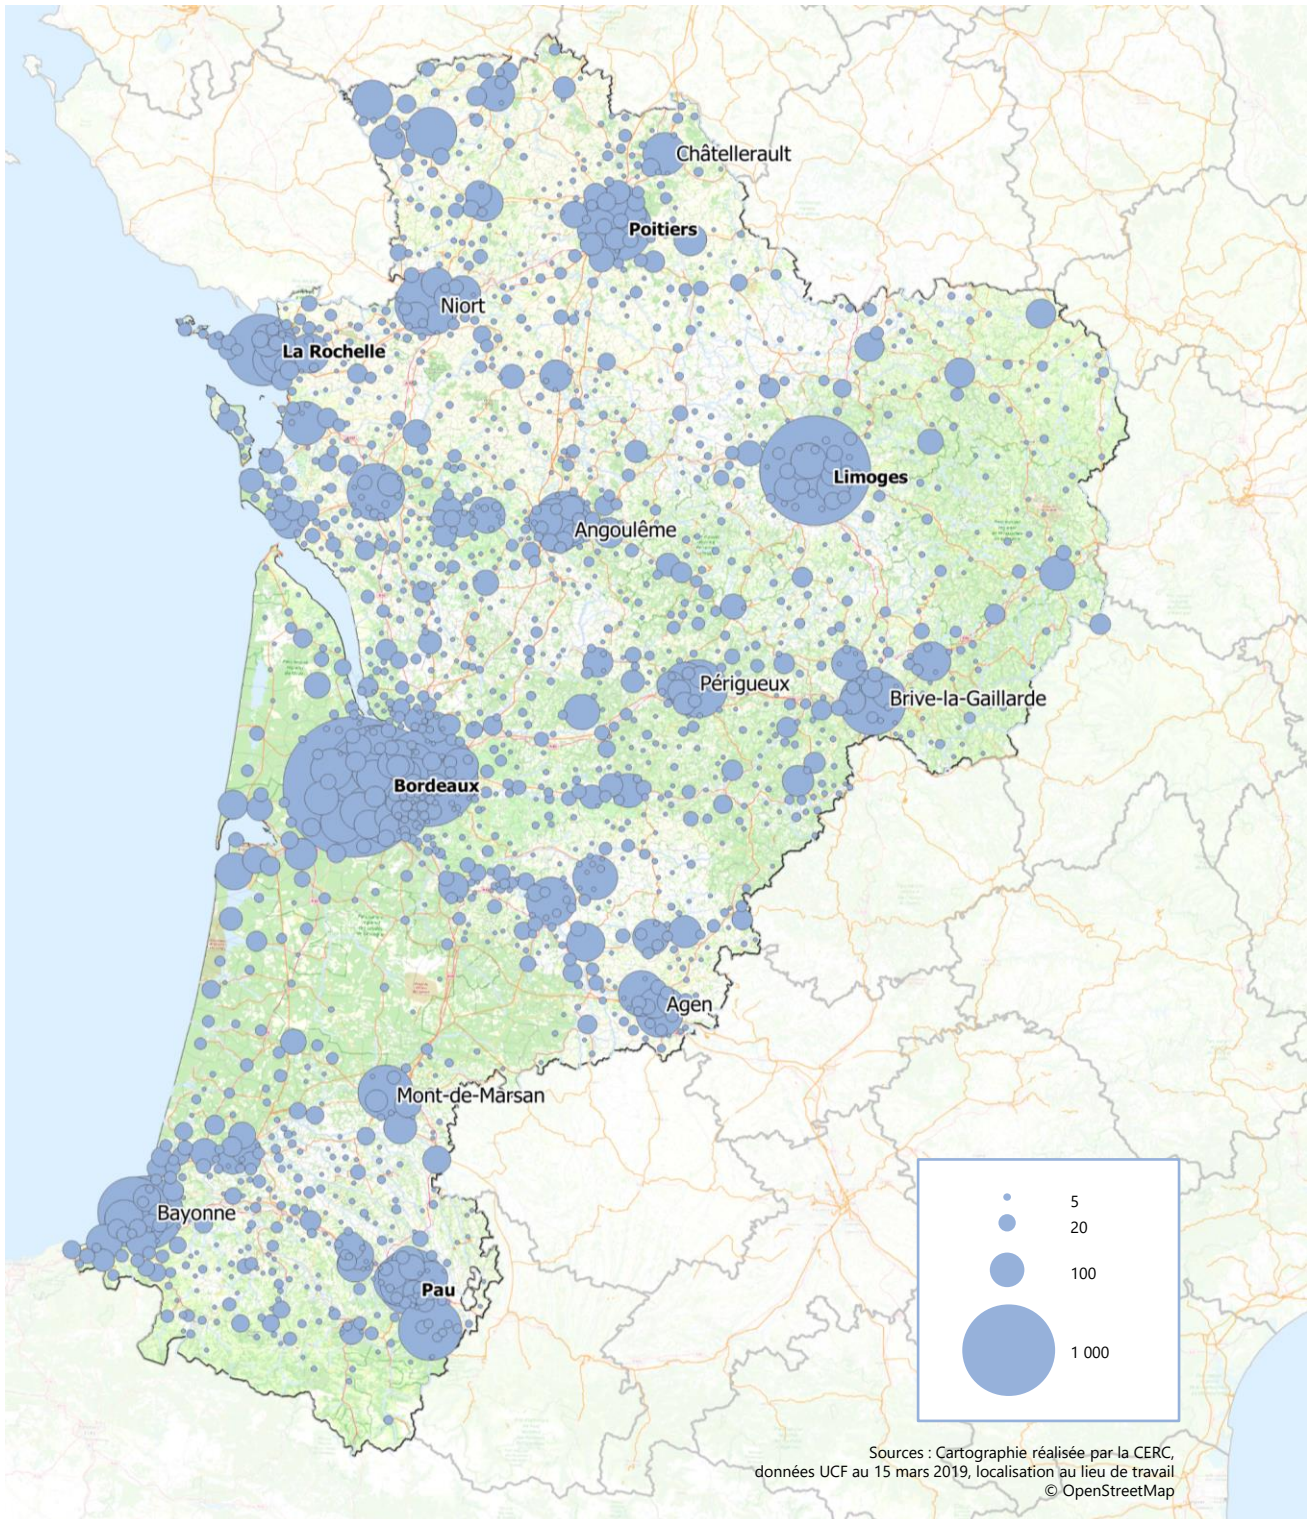 Châtellerault
Poitiers
Niort
La Rochelle
Limoges
Angoulême
Périgueux
Brive-la-Gaillarde
Bordeaux
Agen
Mont-de-Marsan
Bayonne
Pau
5
20
100
1 000
Sources : Cartographie réalisée par la CERC,
données UCF au 15 mars 2019, localisation au lieu de travail
© OpenStreetMap